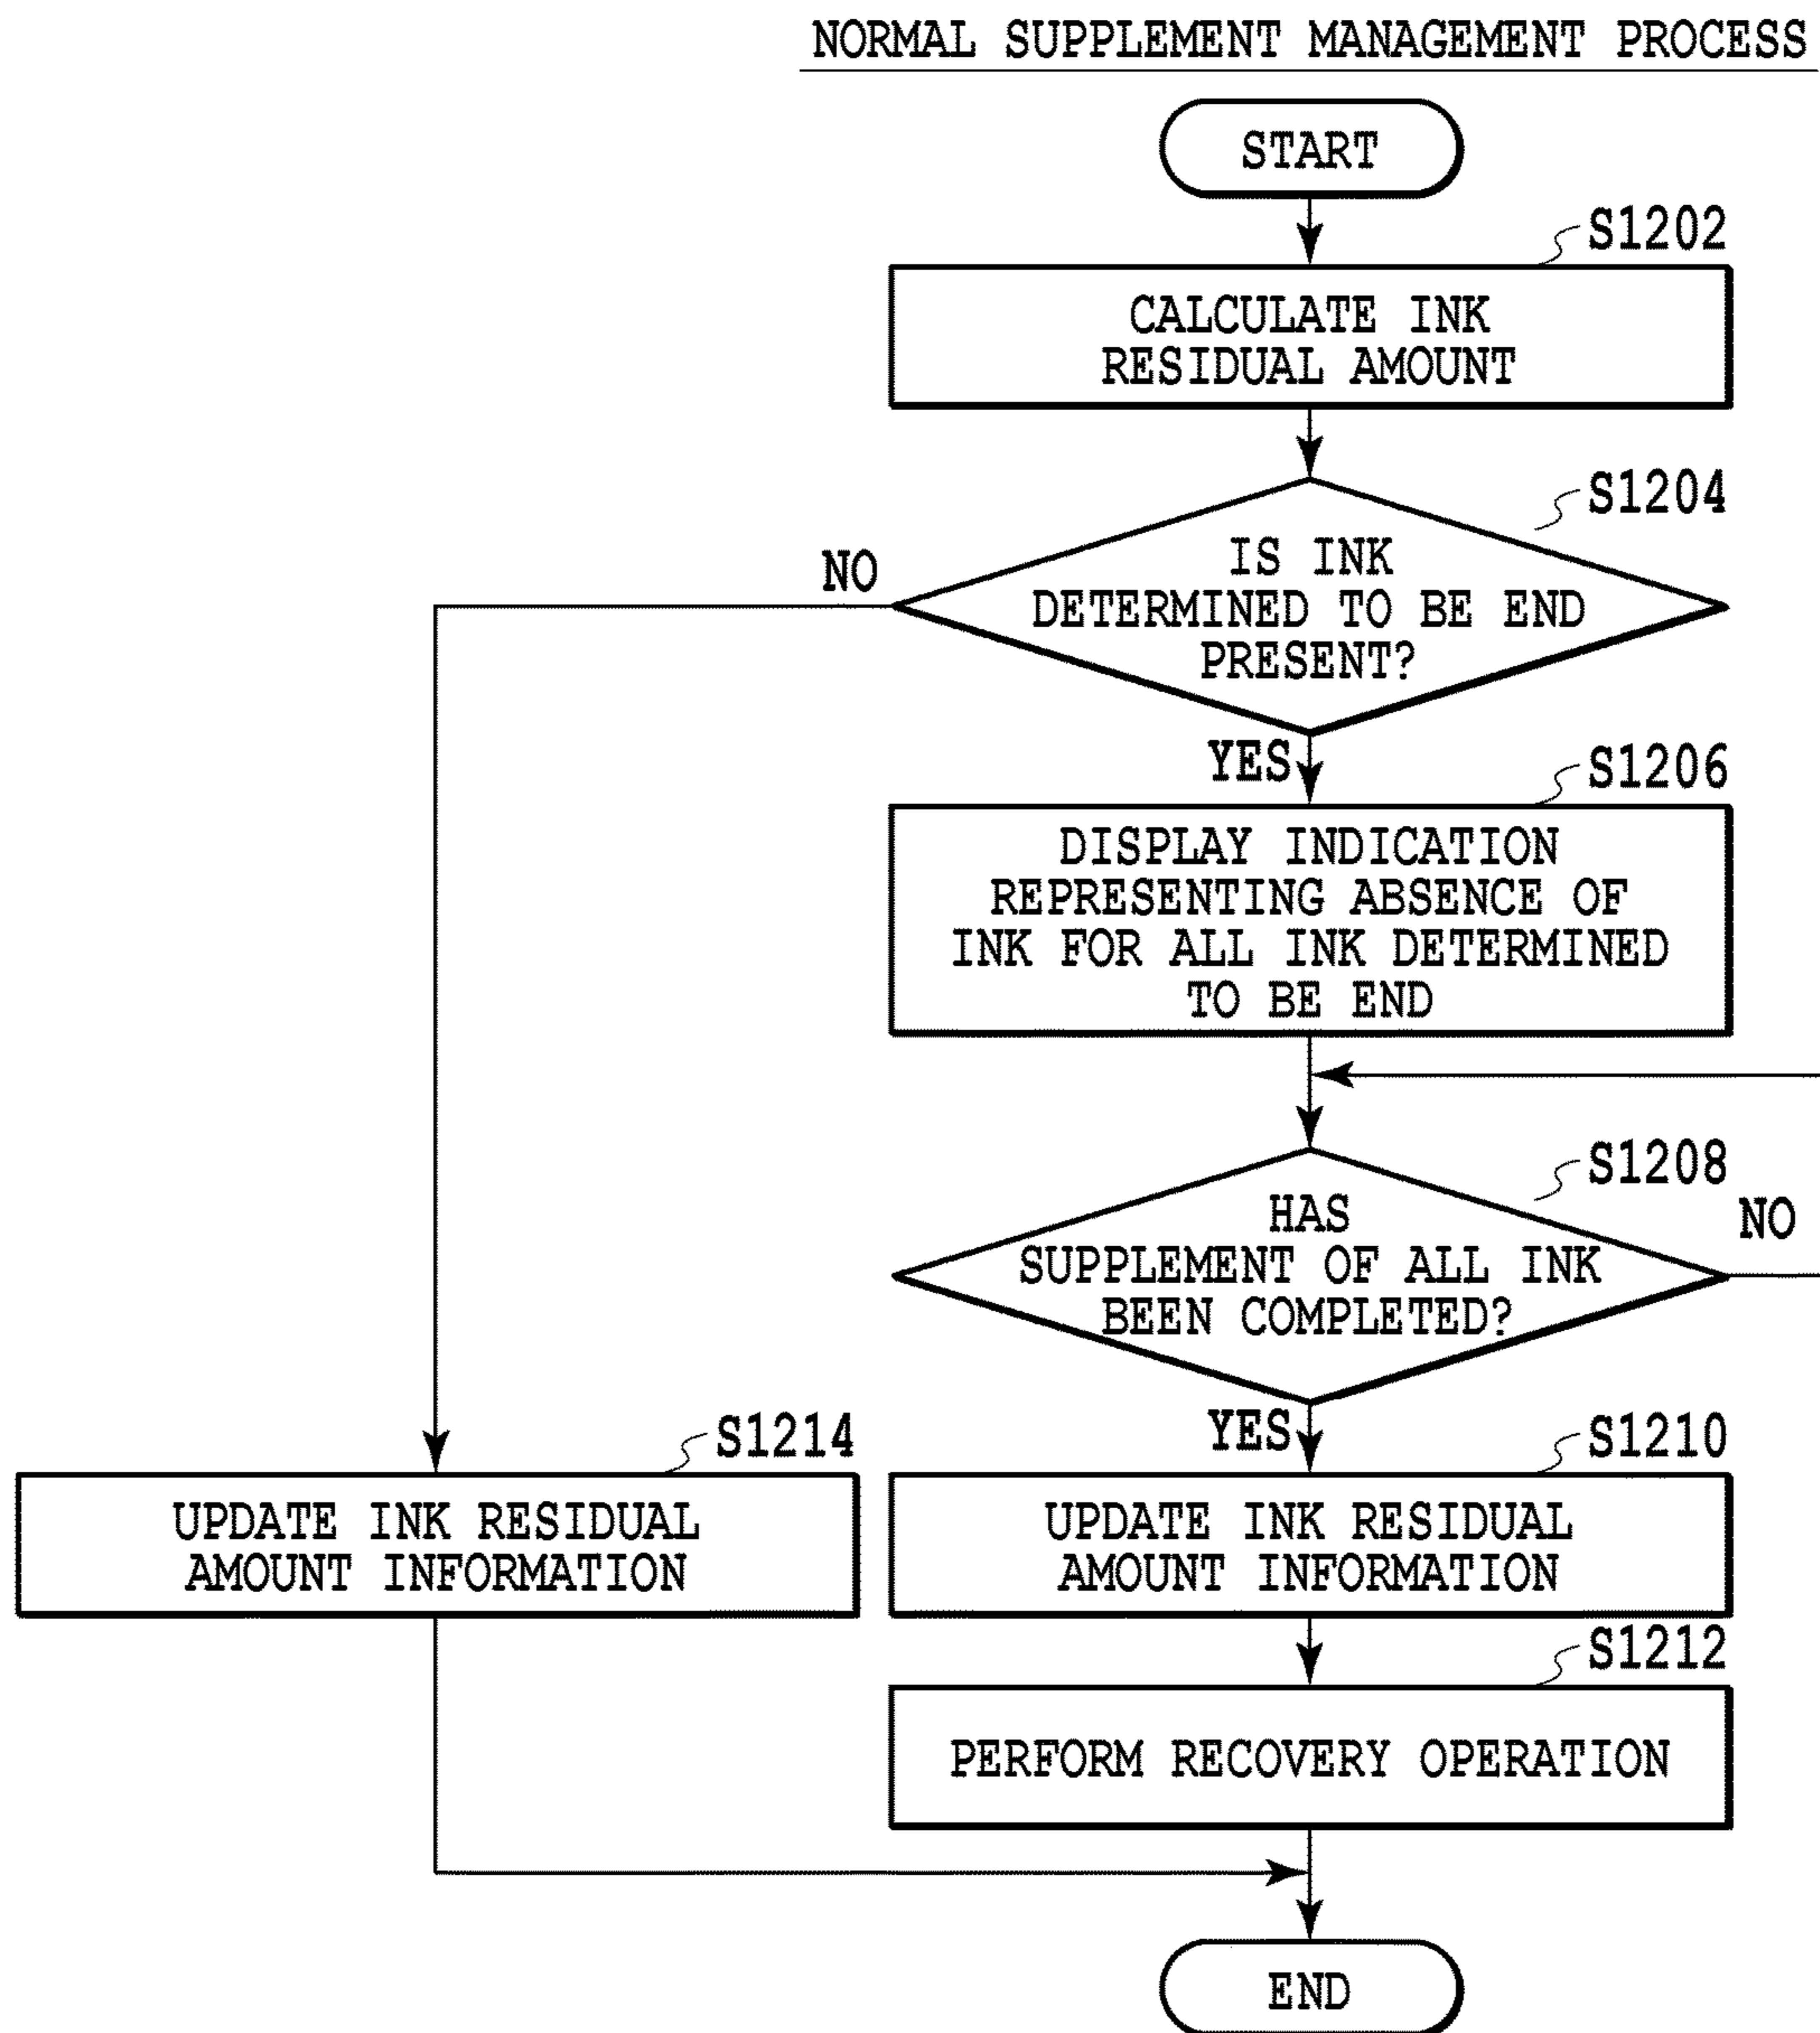 NORMAL SUPPLEMENT MANAGEMENT PROCESS
START
S1202
CALCULATE INK
RESIDUAL AMOUNT
S1204
NO
IS INK
DETERMINED TO BE END
PRESENT?
YES
S1206
DISPLAY INDICATION
REPRESENTING ABSENCE OF
INK FOR ALL INK DETERMINED
TO BE END
S1208
NO
HAS
SUPPLEMENT OF ALL INK
BEEN COMPLETED?
YES
S1214
UPDATE INK RESIDUAL
AMOUNT INFORMATION
S1210
UPDATE INK RESIDUAL
AMOUNT INFORMATION
S1212
PERFORM RECOVERY OPERATION
END